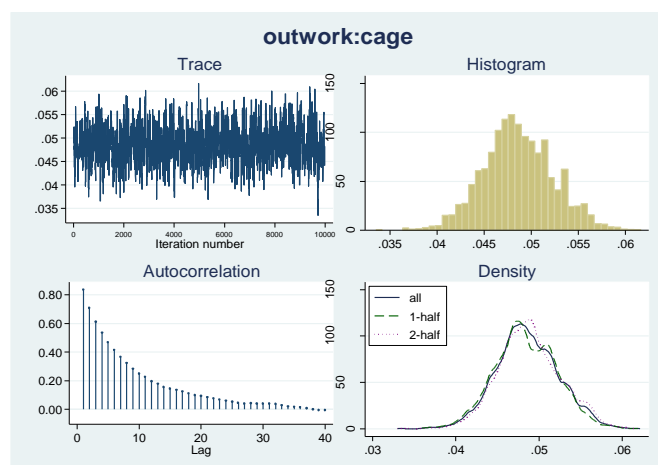 outwork:cage
Trace
.06
.055
.05
.045
.04
.035
0 2000 4000 6000 8000 10000
Iteration number
Histogram
150
100
50
0
.035 .04 .045 .05 .055 .06
Autocorrelation
0.80
0.60
0.40
0.20
0.00
0 10 20 30 40
Lag
Density
all
1-half
2-half
150
100
50
0
.03 .04 .05 .06